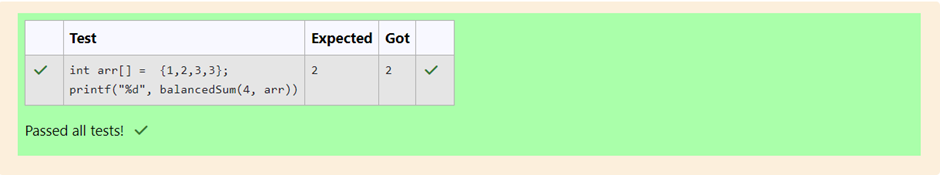 Test Expected Got
int arr[] =  {1,2,3,3}; 2 2
printf("%d", balancedSum(4, arr))
Passed all tests!